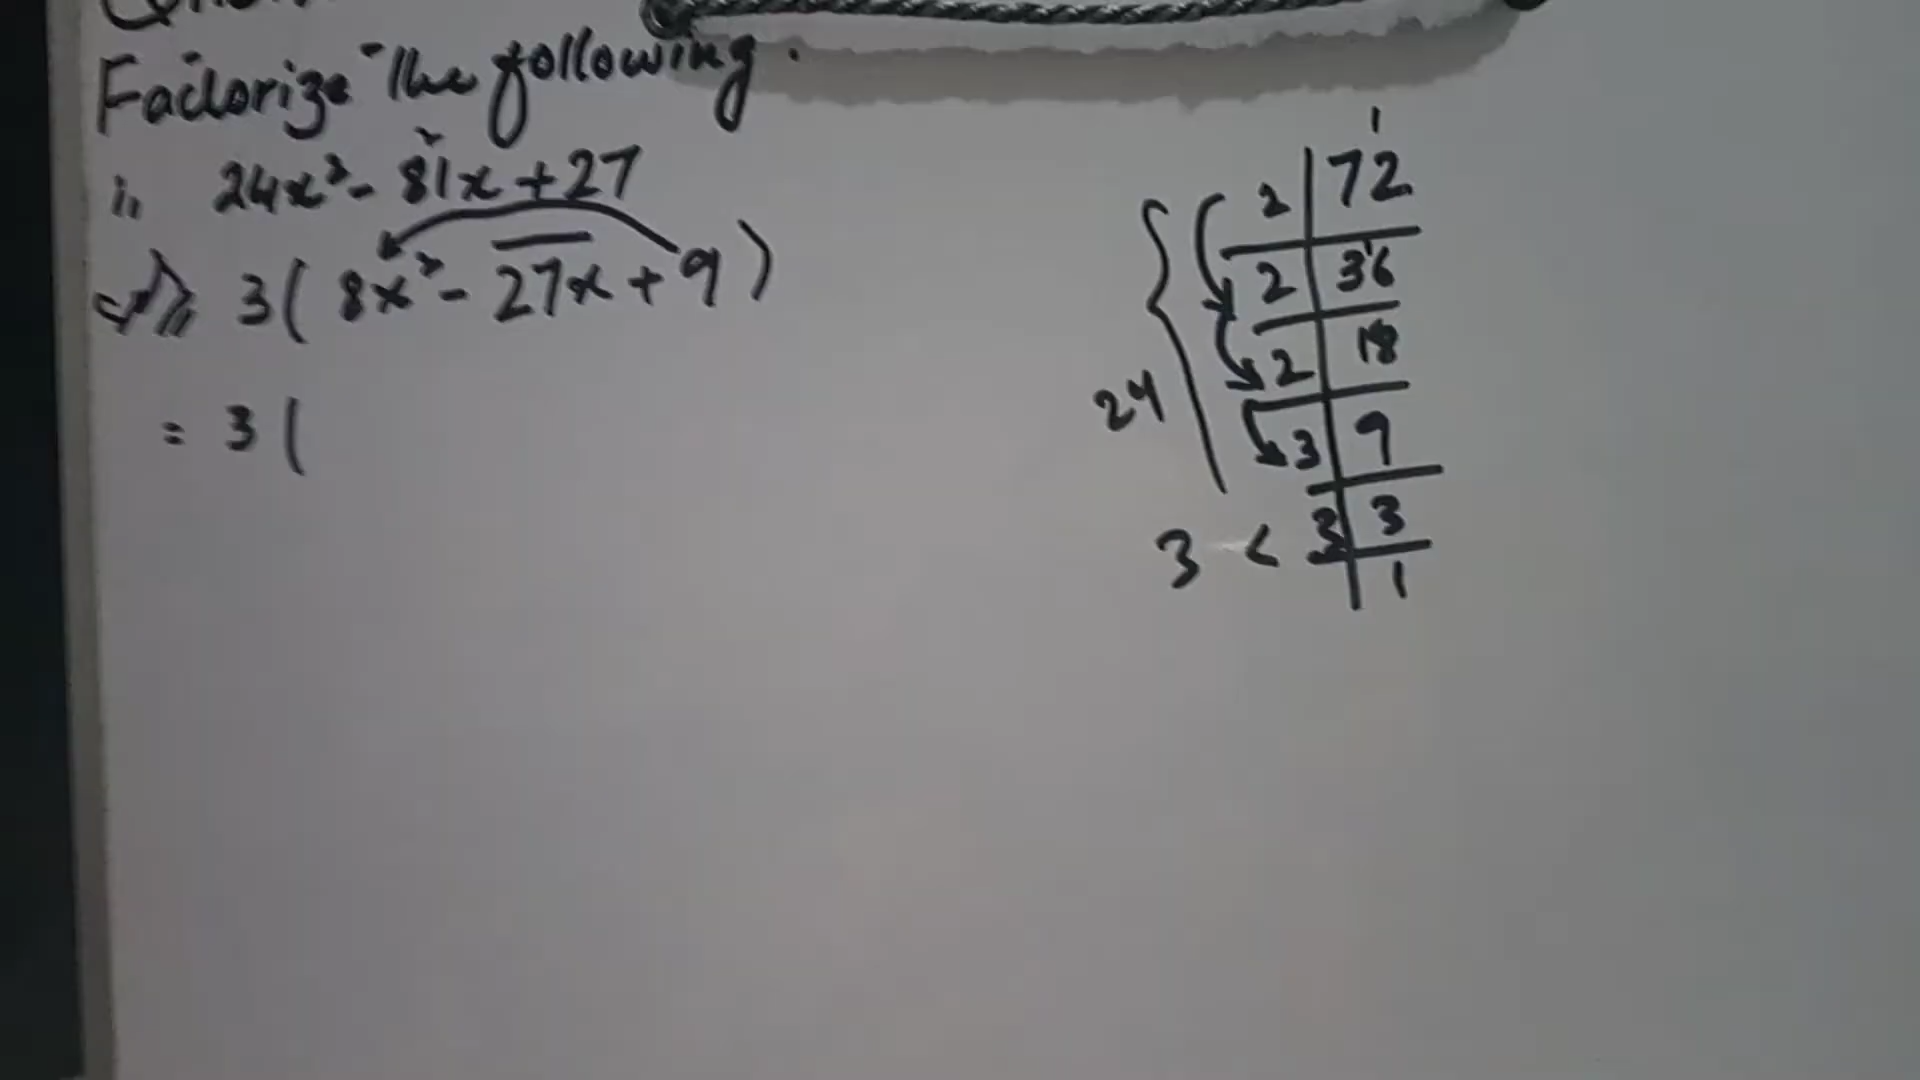 Factorize the following.
i, 24x² - 81x + 27
=> 3( 8x² - 27x + 9 )
= 3(
2 | 72
2 | 36
2 | 18
24
3 | 9
3 < 3 | 3
1